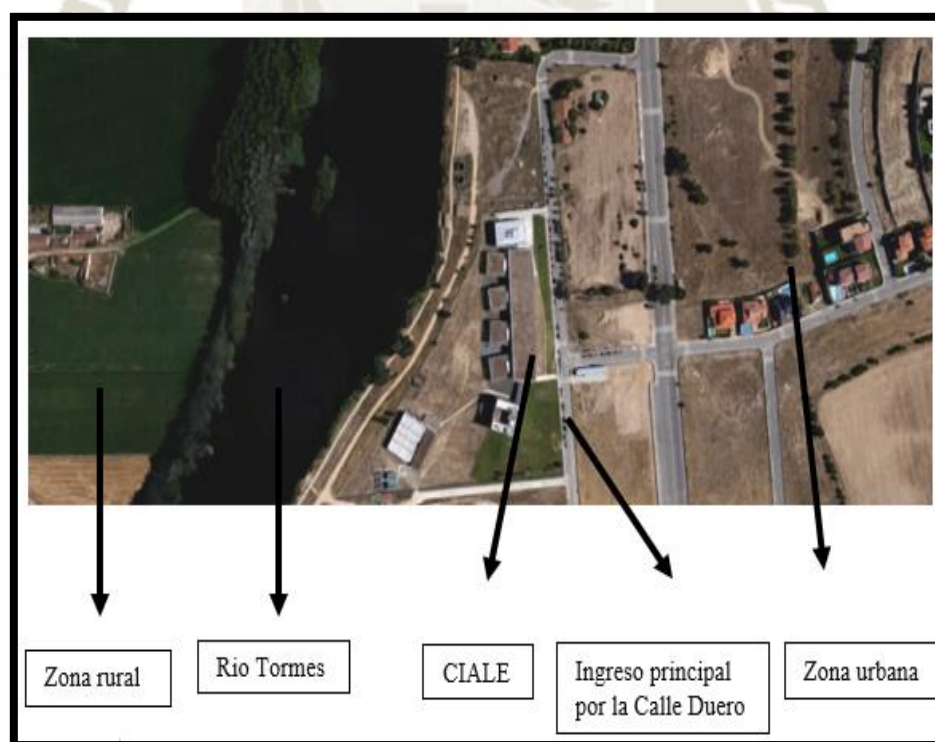 Zona rural
Rio Tormes
CIALE
Ingreso principal
por la Calle Duero
Zona urbana